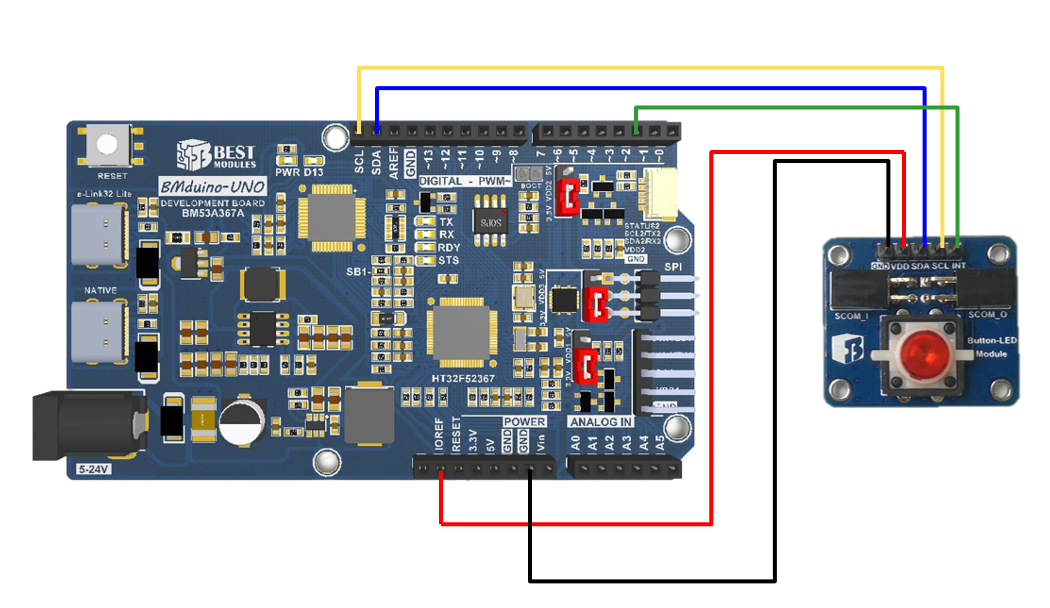 RESET
BEST
MODULES
BMduino-UNO
DEVELOPMENT BOARD
BM53A367A
e-Link32 Lite
NATIVE
5-24V
PWR D13
SCL
SDA
AREF
GND
~13
~12
~11
~10
~9
~8
7
~6
~5
~4
~3
~2
~1
~0
DIGITAL - PWM~
BOOT
3.3V VDD2 5V
TX
RX
RDY
STS
SOP8
SB1
STATUS2
SCL2/TX2
SDA2/RX2
VDD2
GND
SPI
3.3V VDD3 5V
3.3V VDD1 5V
HT32F52367
POWER
ANALOG IN
IOREF
RESET
3.3V
5V
GND
GND
Vin
A0
A1
A2
A3
A4
A5
GND VDD SDA SCL INT
SCOM_I
SCOM_O
Button-LED
Module